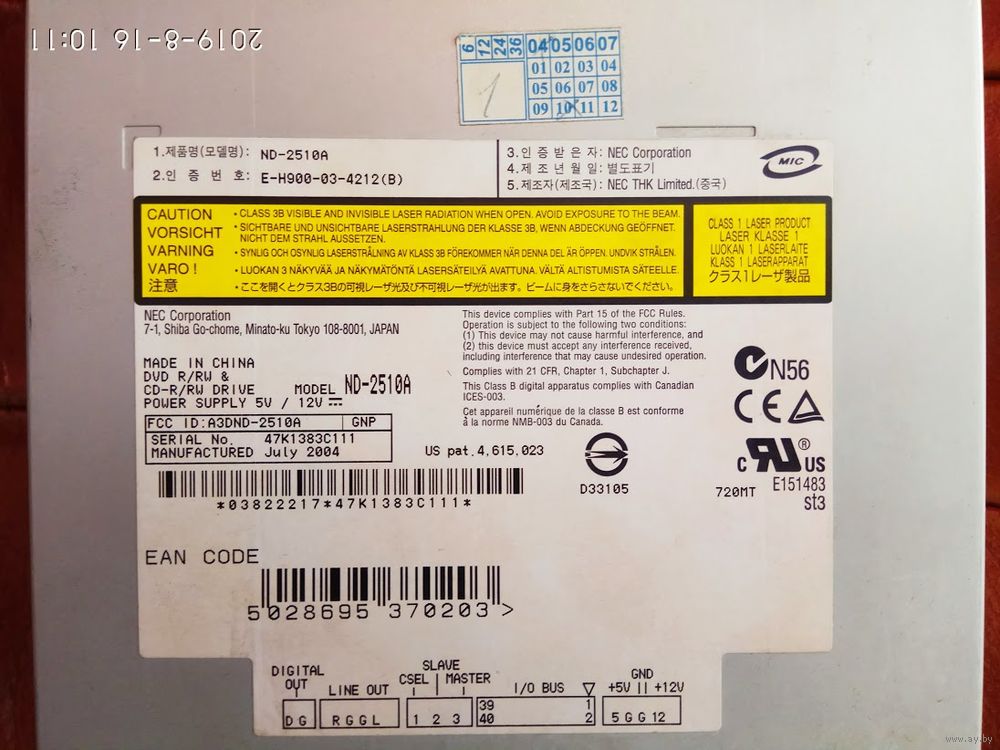 2019-8-16 10:11
6 12 24 36 04 05 06 07
01 02 03 04
1
05 06 07 08
09 10 11 12
1.제품명(모델명): ND-2510A
2.인 증 번 호: E-H900-03-4212(B)
3.인 증 받 은 자: NEC Corporation
4.제 조 년 월 일: 별도표기
5.제조자(제조국): NEC THK Limited.(중국)
MIC
CAUTION • CLASS 3B VISIBLE AND INVISIBLE LASER RADIATION WHEN OPEN. AVOID EXPOSURE TO THE BEAM.
VORSICHT • SICHTBARE UND UNSICHTBARE LASERSTRAHLUNG DER KLASSE 3B, WENN ABDECKUNG GEÖFFNET.
NICHT DEM STRAHL AUSSETZEN.
VARNING • SYNLIG OCH OSYNLIG LASERSTRÅLNING AV KLASS 3B FÖREKOMMER NÄR DENNA DEL ÄR ÖPPEN. UNDVIK STRÅLEN.
VARO ! • LUOKAN 3 NÄKYVÄÄ JA NÄKYMÄTÖNTÄ LASERSÄTEILYÄ AVATTUNA. VÄLTÄ ALTISTUMISTA SÄTEELLE.
注意 • ここを開くとクラス3Bの可視レーザ光及び不可視レーザ光が出ます。ビームに身をさらさないでください。
CLASS 1 LASER PRODUCT
LASER KLASSE 1
LUOKAN 1 LASERLAITE
KLASS 1 LASERAPPARAT
クラス1レーザ製品
NEC Corporation
7-1, Shiba Go-chome, Minato-ku Tokyo 108-8001, JAPAN
MADE IN CHINA
DVD R/RW &
CD-R/RW DRIVE MODEL ND-2510A
POWER SUPPLY 5V / 12V ⎓
FCC ID:A3DND-2510A GNP
SERIAL No. 47K1383C111
MANUFACTURED July 2004
This device complies with Part 15 of the FCC Rules.
Operation is subject to the following two conditions:
(1) This device may not cause harmful interference, and
(2) this device must accept any interference received,
including interference that may cause undesired operation.
Complies with 21 CFR, Chapter 1, Subchapter J.
This Class B digital apparatus complies with Canadian
ICES-003.
Cet appareil numérique de la classe B est conforme
à la norme NMB-003 du Canada.
US pat.4,615,023
D33105
N56
CE
c RU ® US
720MT E151483
st3
*03822217*47K1383C111*
EAN CODE
5028695 370203 >
DIGITAL
OUT
LINE OUT
SLAVE
CSEL MASTER
I/O BUS
GND
+5V +12V
D G
R G G L
1 2 3
39 1
40 2
5 G G 12
www.ay.by